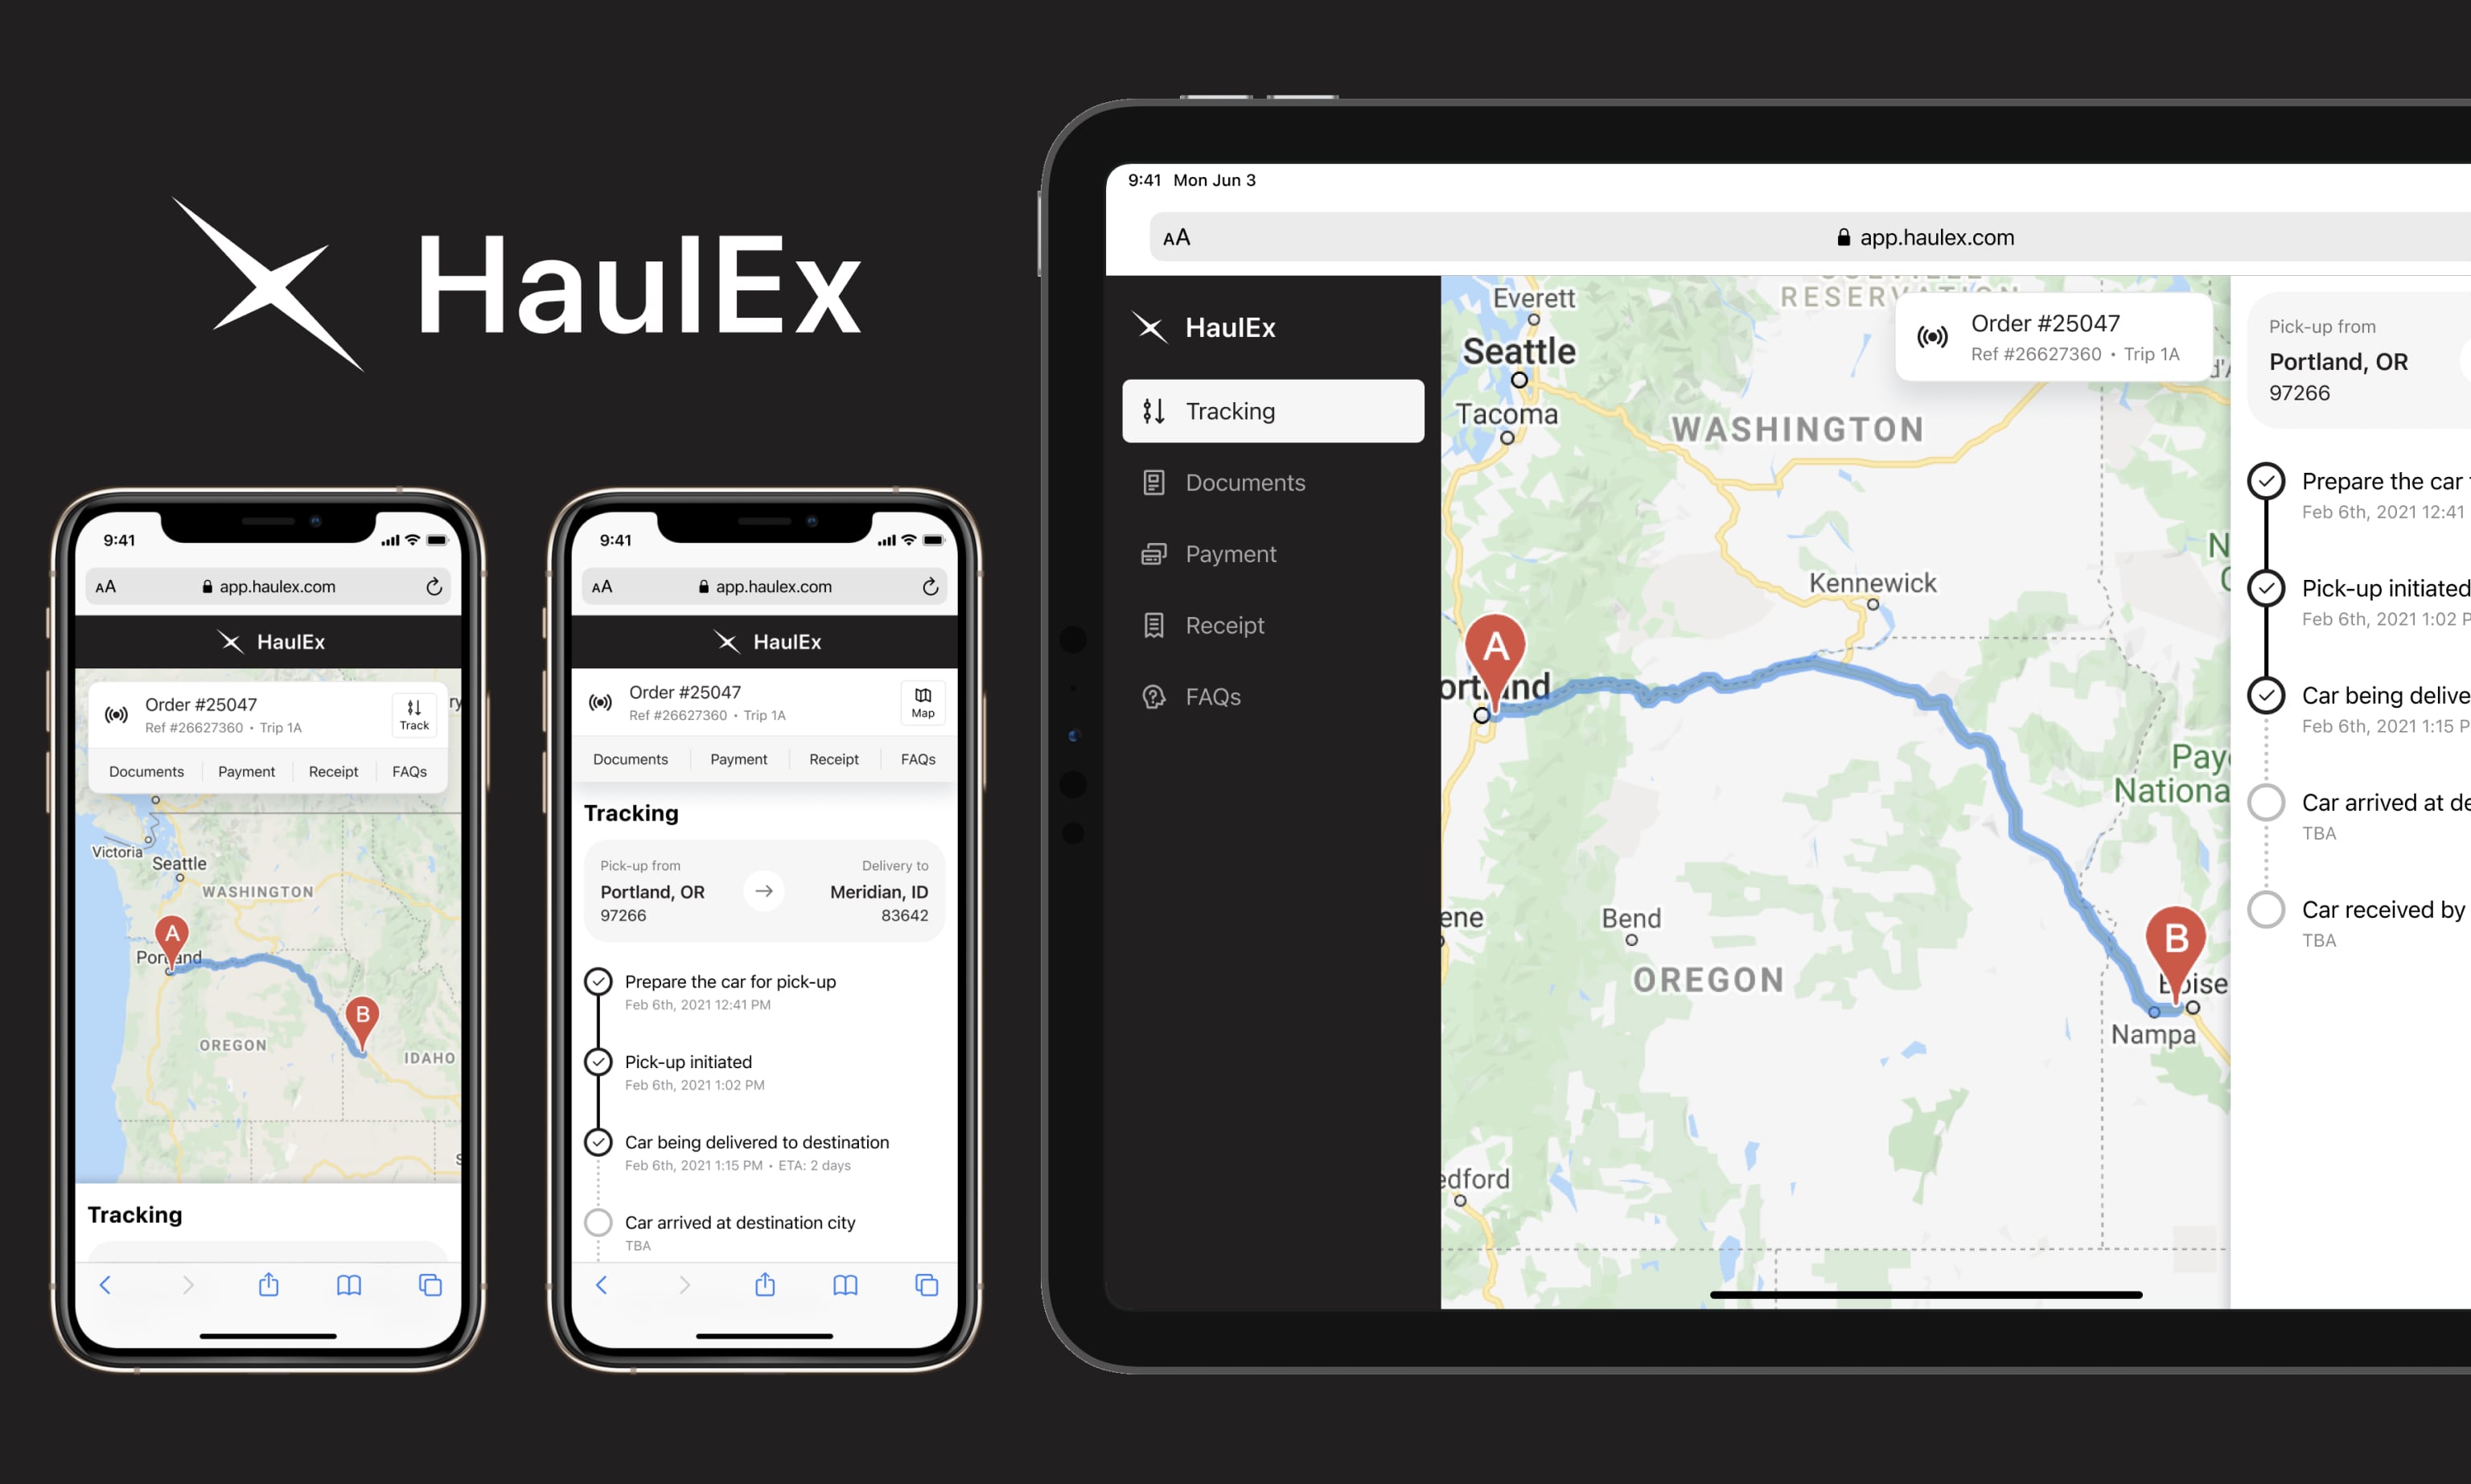 HaulEx
9:41
AA
app.haulex.com
HaulEx
Order #25047
Ref #26627360 • Trip 1A
Track
Documents
Payment
Receipt
FAQs
Victoria
Seattle
WASHINGTON
A
Portland
B
OREGON
IDAHO
Tracking
9:41
AA
app.haulex.com
HaulEx
Order #25047
Ref #26627360 • Trip 1A
Map
Documents
Payment
Receipt
FAQs
Tracking
Pick-up from
Portland, OR
97266
Delivery to
Meridian, ID
83642
Prepare the car for pick-up
Feb 6th, 2021 12:41 PM
Pick-up initiated
Feb 6th, 2021 1:02 PM
Car being delivered to destination
Feb 6th, 2021 1:15 PM • ETA: 2 days
Car arrived at destination city
TBA
9:41 Mon Jun 3
AA
app.haulex.com
HaulEx
Tracking
Documents
Payment
Receipt
FAQs
RESERVATION
Everett
Seattle
Tacoma
WASHINGTON
Order #25047
Ref #26627360 • Trip 1A
Kennewick
A
ortland
Pay
Nationa
ene
Bend
OREGON
B
Boise
Nampa
edford
Pick-up from
Portland, OR
97266
Prepare the car
Feb 6th, 2021 12:41
Pick-up initiated
Feb 6th, 2021 1:02 P
Car being delive
Feb 6th, 2021 1:15 P
Car arrived at de
TBA
Car received by
TBA